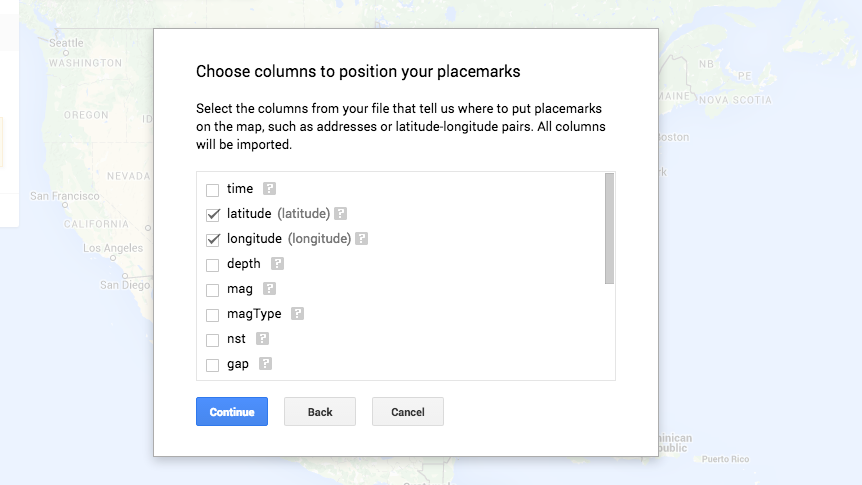 Choose columns to position your placemarks
Select the columns from your file that tell us where to put placemarks
on the map, such as addresses or latitude-longitude pairs. All columns
will be imported.
time ?
latitude (latitude) ?
longitude (longitude) ?
depth ?
mag ?
magType ?
nst ?
gap ?
Continue Back Cancel
Seattle
WASHINGTON
OREGON
ID
NEVADA
San Francisco
CALIFORNIA
Los Angeles
San Diego
NB
PE
MAINE
NOVA SCOTIA
oston
rk
inican
public
Puerto Rico